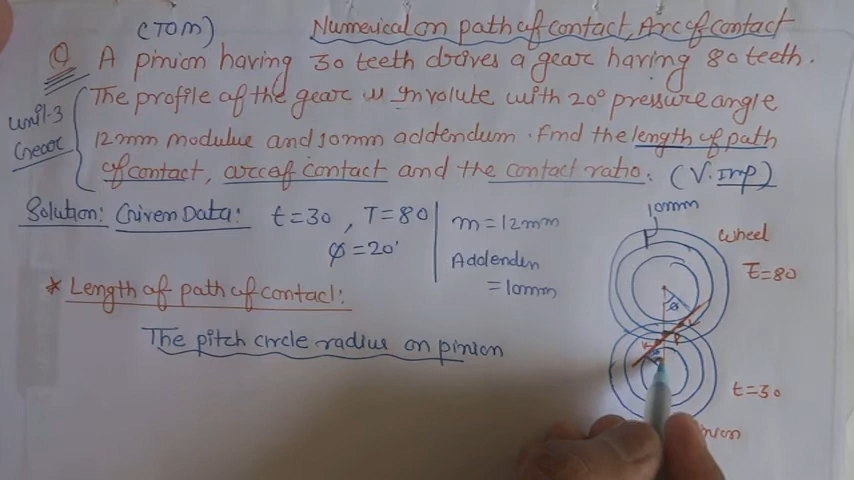 (TOM)
Numerical on path of contact, Arc of contact
Q A pinion having 30 teeth drives a gear having 80 teeth.
Unit-3
Gear
The profile of the gear is Involute with 20° pressure angle
12mm module and 10mm addendum. Find the length of path
of contact, arc of contact and the contact ratio. (V.Imp)
Solution: Given Data: t=30, T=80
φ=20°
m=12mm
Addendum
=10mm
10mm
wheel
T=80
* Length of path of contact:
The pitch circle radius on pinion
t=30